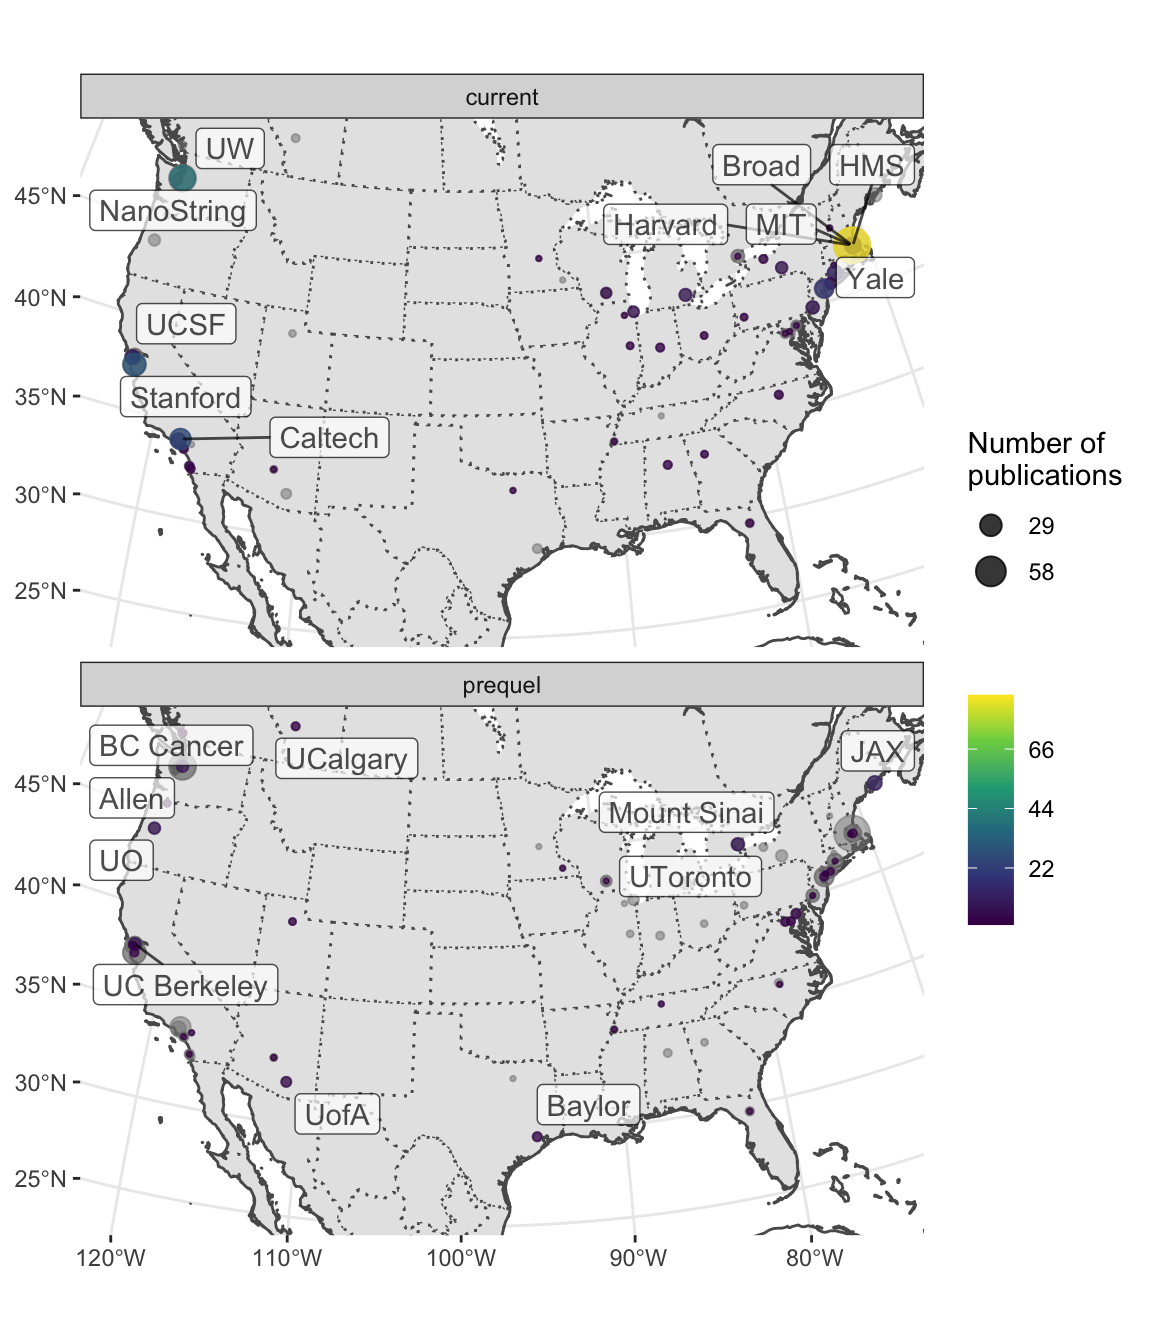 current
UW
Broad
HMS
45°N
NanoString
Harvard
MIT
Yale
40°N
UCSF
35°N
Stanford
Caltech
30°N
25°N
Number of
publications
29
58
prequel
BC Cancer
UCalgary
JAX
45°N
Allen
Mount Sinai
UO
UToronto
40°N
35°N
UC Berkeley
30°N
UofA
Baylor
25°N
120°W
110°W
100°W
90°W
80°W
66
44
22